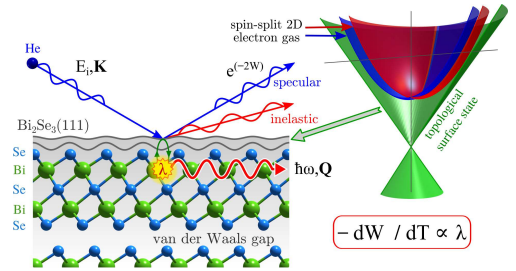 spin-split 2D
electron gas
He
E_i,K
e^(-2W)
specular
inelastic
topological
surface state
Bi₂Se₃(111)
Se
Bi
Se
Bi
Se
λ
ħω,Q
van der Waals gap
− dW / dT ∝ λ